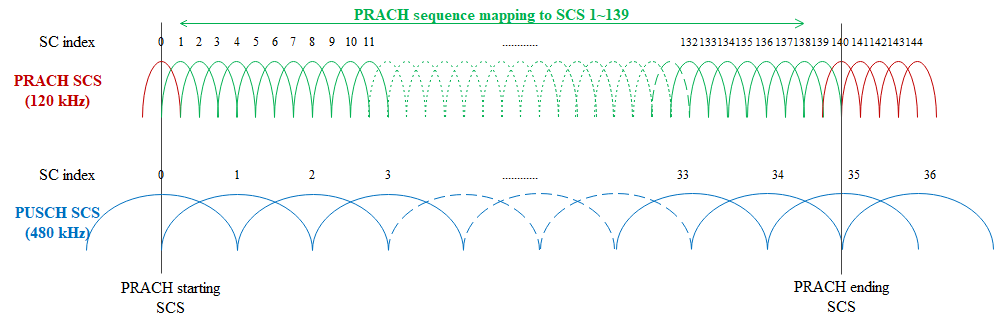 PRACH sequence mapping to SCS 1~139
SC index 0 1 2 3 4 5 6 7 8 9 10 11 ............ 132 133 134 135 136 137 138 139 140 141 142 143 144
PRACH SCS
(120 kHz)
SC index 0 1 2 3 ............ 33 34 35 36
PUSCH SCS
(480 kHz)
PRACH starting
SCS
PRACH ending
SCS